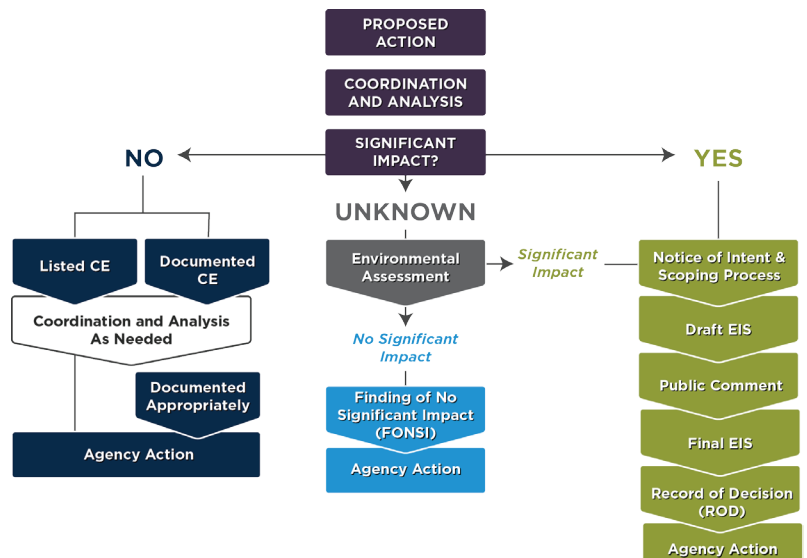 PROPOSED
ACTION
COORDINATION
AND ANALYSIS
SIGNIFICANT
IMPACT?
NO
YES
UNKNOWN
Listed CE
Documented
CE
Coordination and Analysis
As Needed
Documented
Appropriately
Agency Action
Environmental
Assessment
Significant
Impact
No Significant
Impact
Finding of No
Significant Impact
(FONSI)
Agency Action
Notice of Intent &
Scoping Process
Draft EIS
Public Comment
Final EIS
Record of Decision
(ROD)
Agency Action